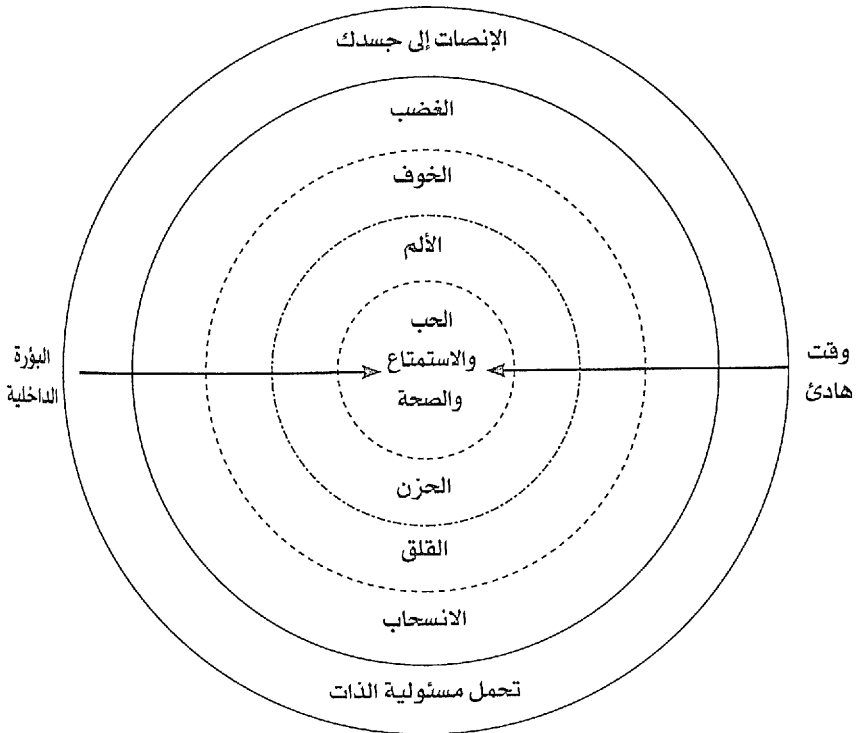 الإنصات إلى جسدك
الغضب
الخوف
الألم
الحب
والاستمتاع
والصحة
وقت
هادئ
البؤرة
الداخلية
الحزن
القلق
الانسحاب
تحمل مسئولية الذات